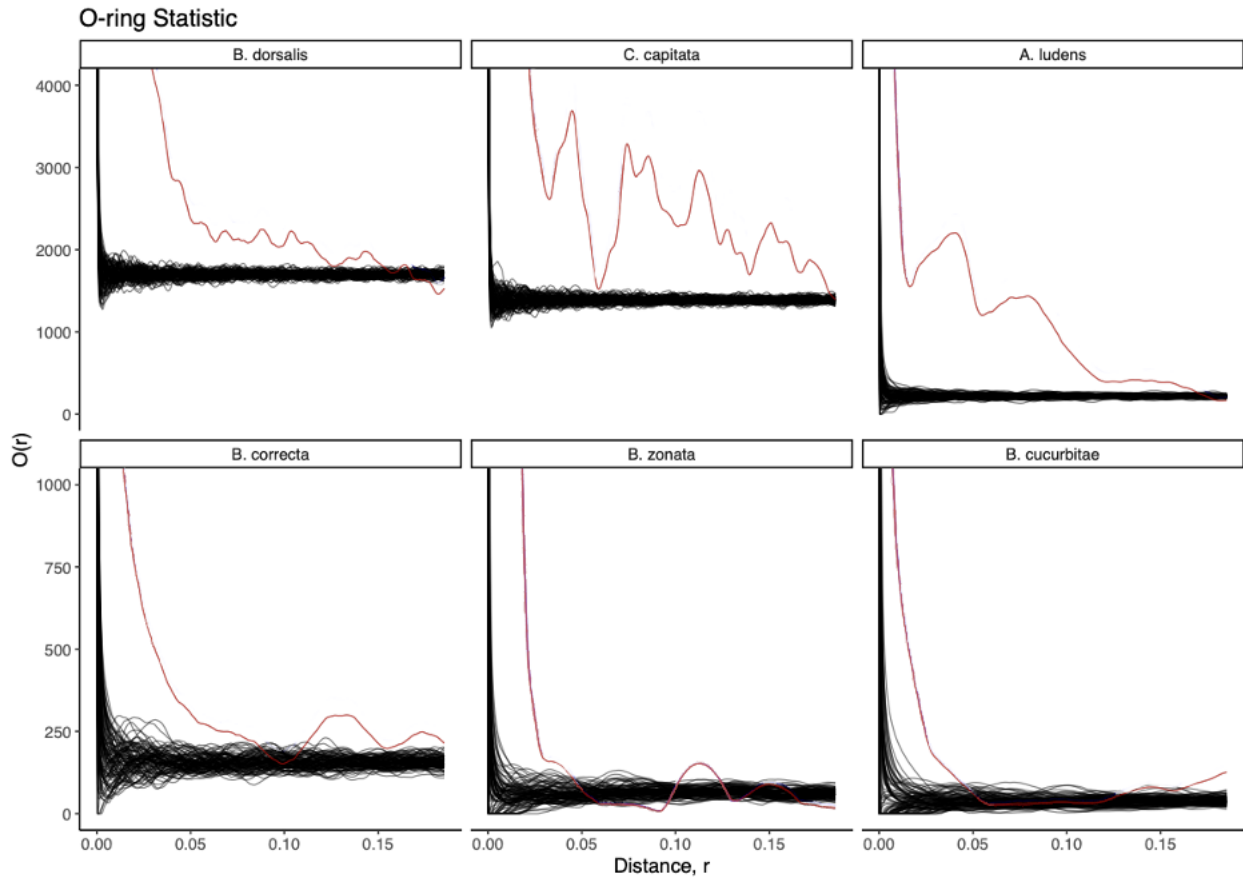 O-ring Statistic
B. dorsalis
C. capitata
A. ludens
4000
3000
2000
1000
0
O(r)
B. correcta
B. zonata
B. cucurbitae
1000
750
500
250
0
0.00 0.05 0.10 0.15
0.00 0.05 0.10 0.15
0.00 0.05 0.10 0.15
Distance, r